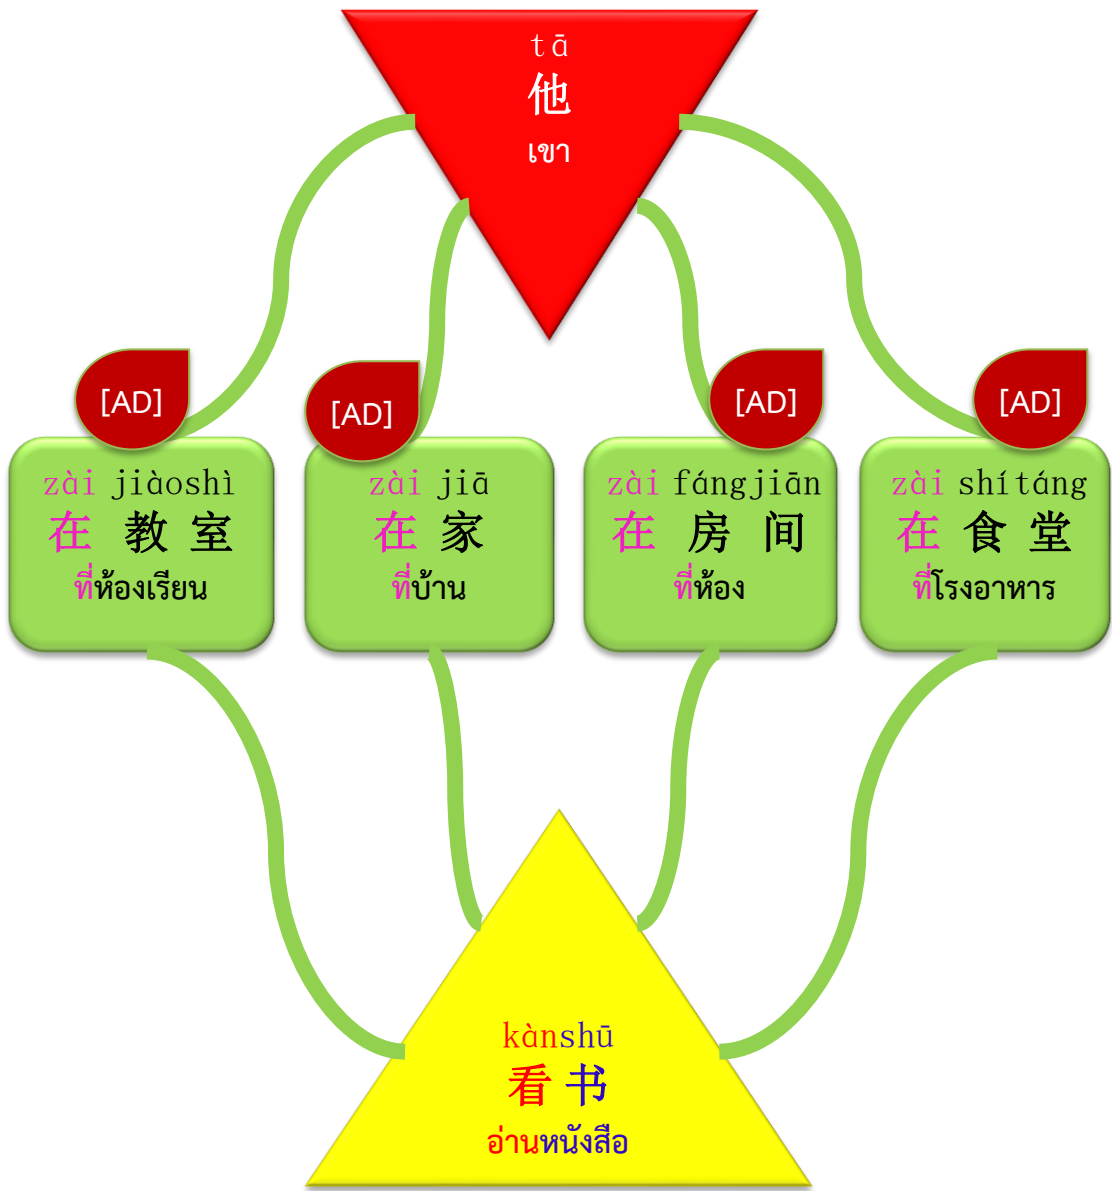 tā
他
เขา
[AD]
[AD]
[AD]
[AD]
zài jiàoshì
在 教 室
ที่ห้องเรียน
zài jiā
在 家
ที่บ้าน
zài fángjiān
在 房 间
ที่ห้อง
zài shítáng
在 食 堂
ที่โรงอาหาร
kànshū
看 书
อ่านหนังสือ